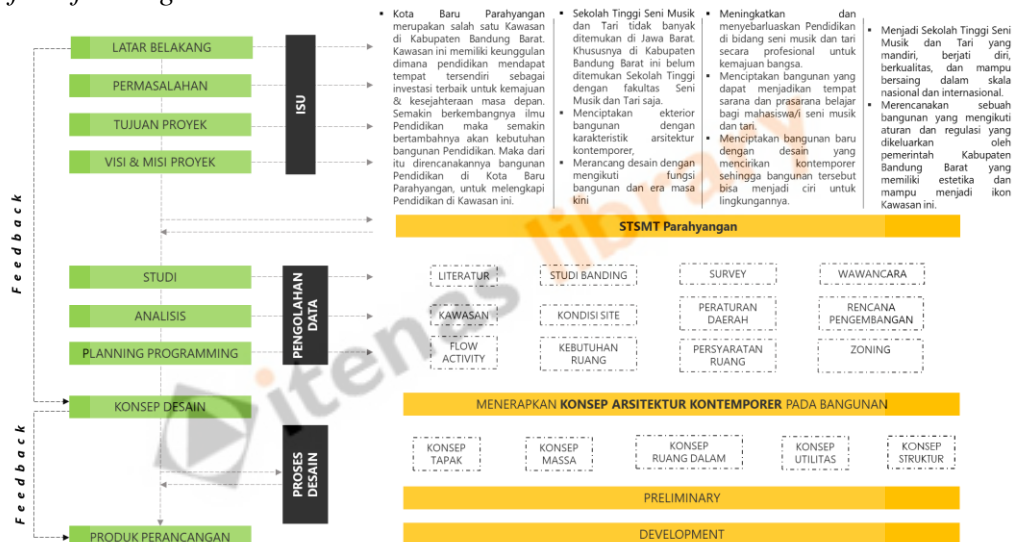 LATAR BELAKANG
PERMASALAHAN
TUJUAN PROYEK
VISI & MISI PROYEK
ISU
▪ Kota Baru Parahyangan
merupakan salah satu Kawasan
di Kabupaten Bandung Barat.
Kawasan ini memiliki keunggulan
dimana pendidikan mendapat
tempat tersendiri sebagai
investasi terbaik untuk kemajuan
& kesejahteraan masa depan.
Semakin berkembangnya ilmu
Pendidikan maka semakin
bertambahnya akan kebutuhan
bangunan Pendidikan. Maka dari
itu direncanakannya bangunan
Pendidikan di Kota Baru
Parahyangan, untuk melengkapi
Pendidikan di Kawasan ini.
▪ Sekolah Tinggi Seni Musik
dan Tari tidak banyak
ditemukan di Jawa Barat.
Khususnya di Kabupaten
Bandung Barat ini belum
ditemukan Sekolah Tinggi
dengan fakultas Seni
Musik dan Tari saja.
▪ Menciptakan ekterior
bangunan dengan
karakteristik arsitektur
kontemporer,
▪ Merancang desain dengan
mengikuti fungsi
bangunan dan era masa
kini
▪ Meningkatkan dan
menyebarluaskan Pendidikan
di bidang seni musik dan tari
secara profesional untuk
kemajuan bangsa.
▪ Menciptakan bangunan yang
dapat menjadikan tempat
sarana dan prasarana belajar
bagi mahasiswa/i seni musik
dan tari.
▪ Menciptakan bangunan baru
dengan desain yang
mencirikan kontemporer
sehingga bangunan tersebut
bisa menjadi ciri untuk
lingkungannya.
▪ Menjadi Sekolah Tinggi Seni
Musik dan Tari yang
mandiri, berjati diri,
berkualitas, dan mampu
bersaing dalam skala
nasional dan internasional.
▪ Merencanakan sebuah
bangunan yang mengikuti
aturan dan regulasi yang
dikeluarkan oleh
pemerintah Kabupaten
Bandung Barat yang
memiliki estetika dan
mampu menjadi ikon
Kawasan ini.
STSMT Parahyangan
Feedback
STUDI
ANALISIS
PLANNING PROGRAMMING
PENGOLAHAN
DATA
LITERATUR
STUDI BANDING
SURVEY
WAWANCARA
KAWASAN
KONDISI SITE
PERATURAN
DAERAH
RENCANA
PENGEMBANGAN
FLOW
ACTIVITY
KEBUTUHAN
RUANG
PERSYARATAN
RUANG
ZONING
KONSEP DESAIN
MENERAPKAN KONSEP ARSITEKTUR KONTEMPORER PADA BANGUNAN
Feedback
PROSES
DESAIN
KONSEP
TAPAK
KONSEP
MASSA
KONSEP
RUANG DALAM
KONSEP
UTILITAS
KONSEP
STRUKTUR
PRELIMINARY
PRODUK PERANCANGAN
DEVELOPMENT
itenas library